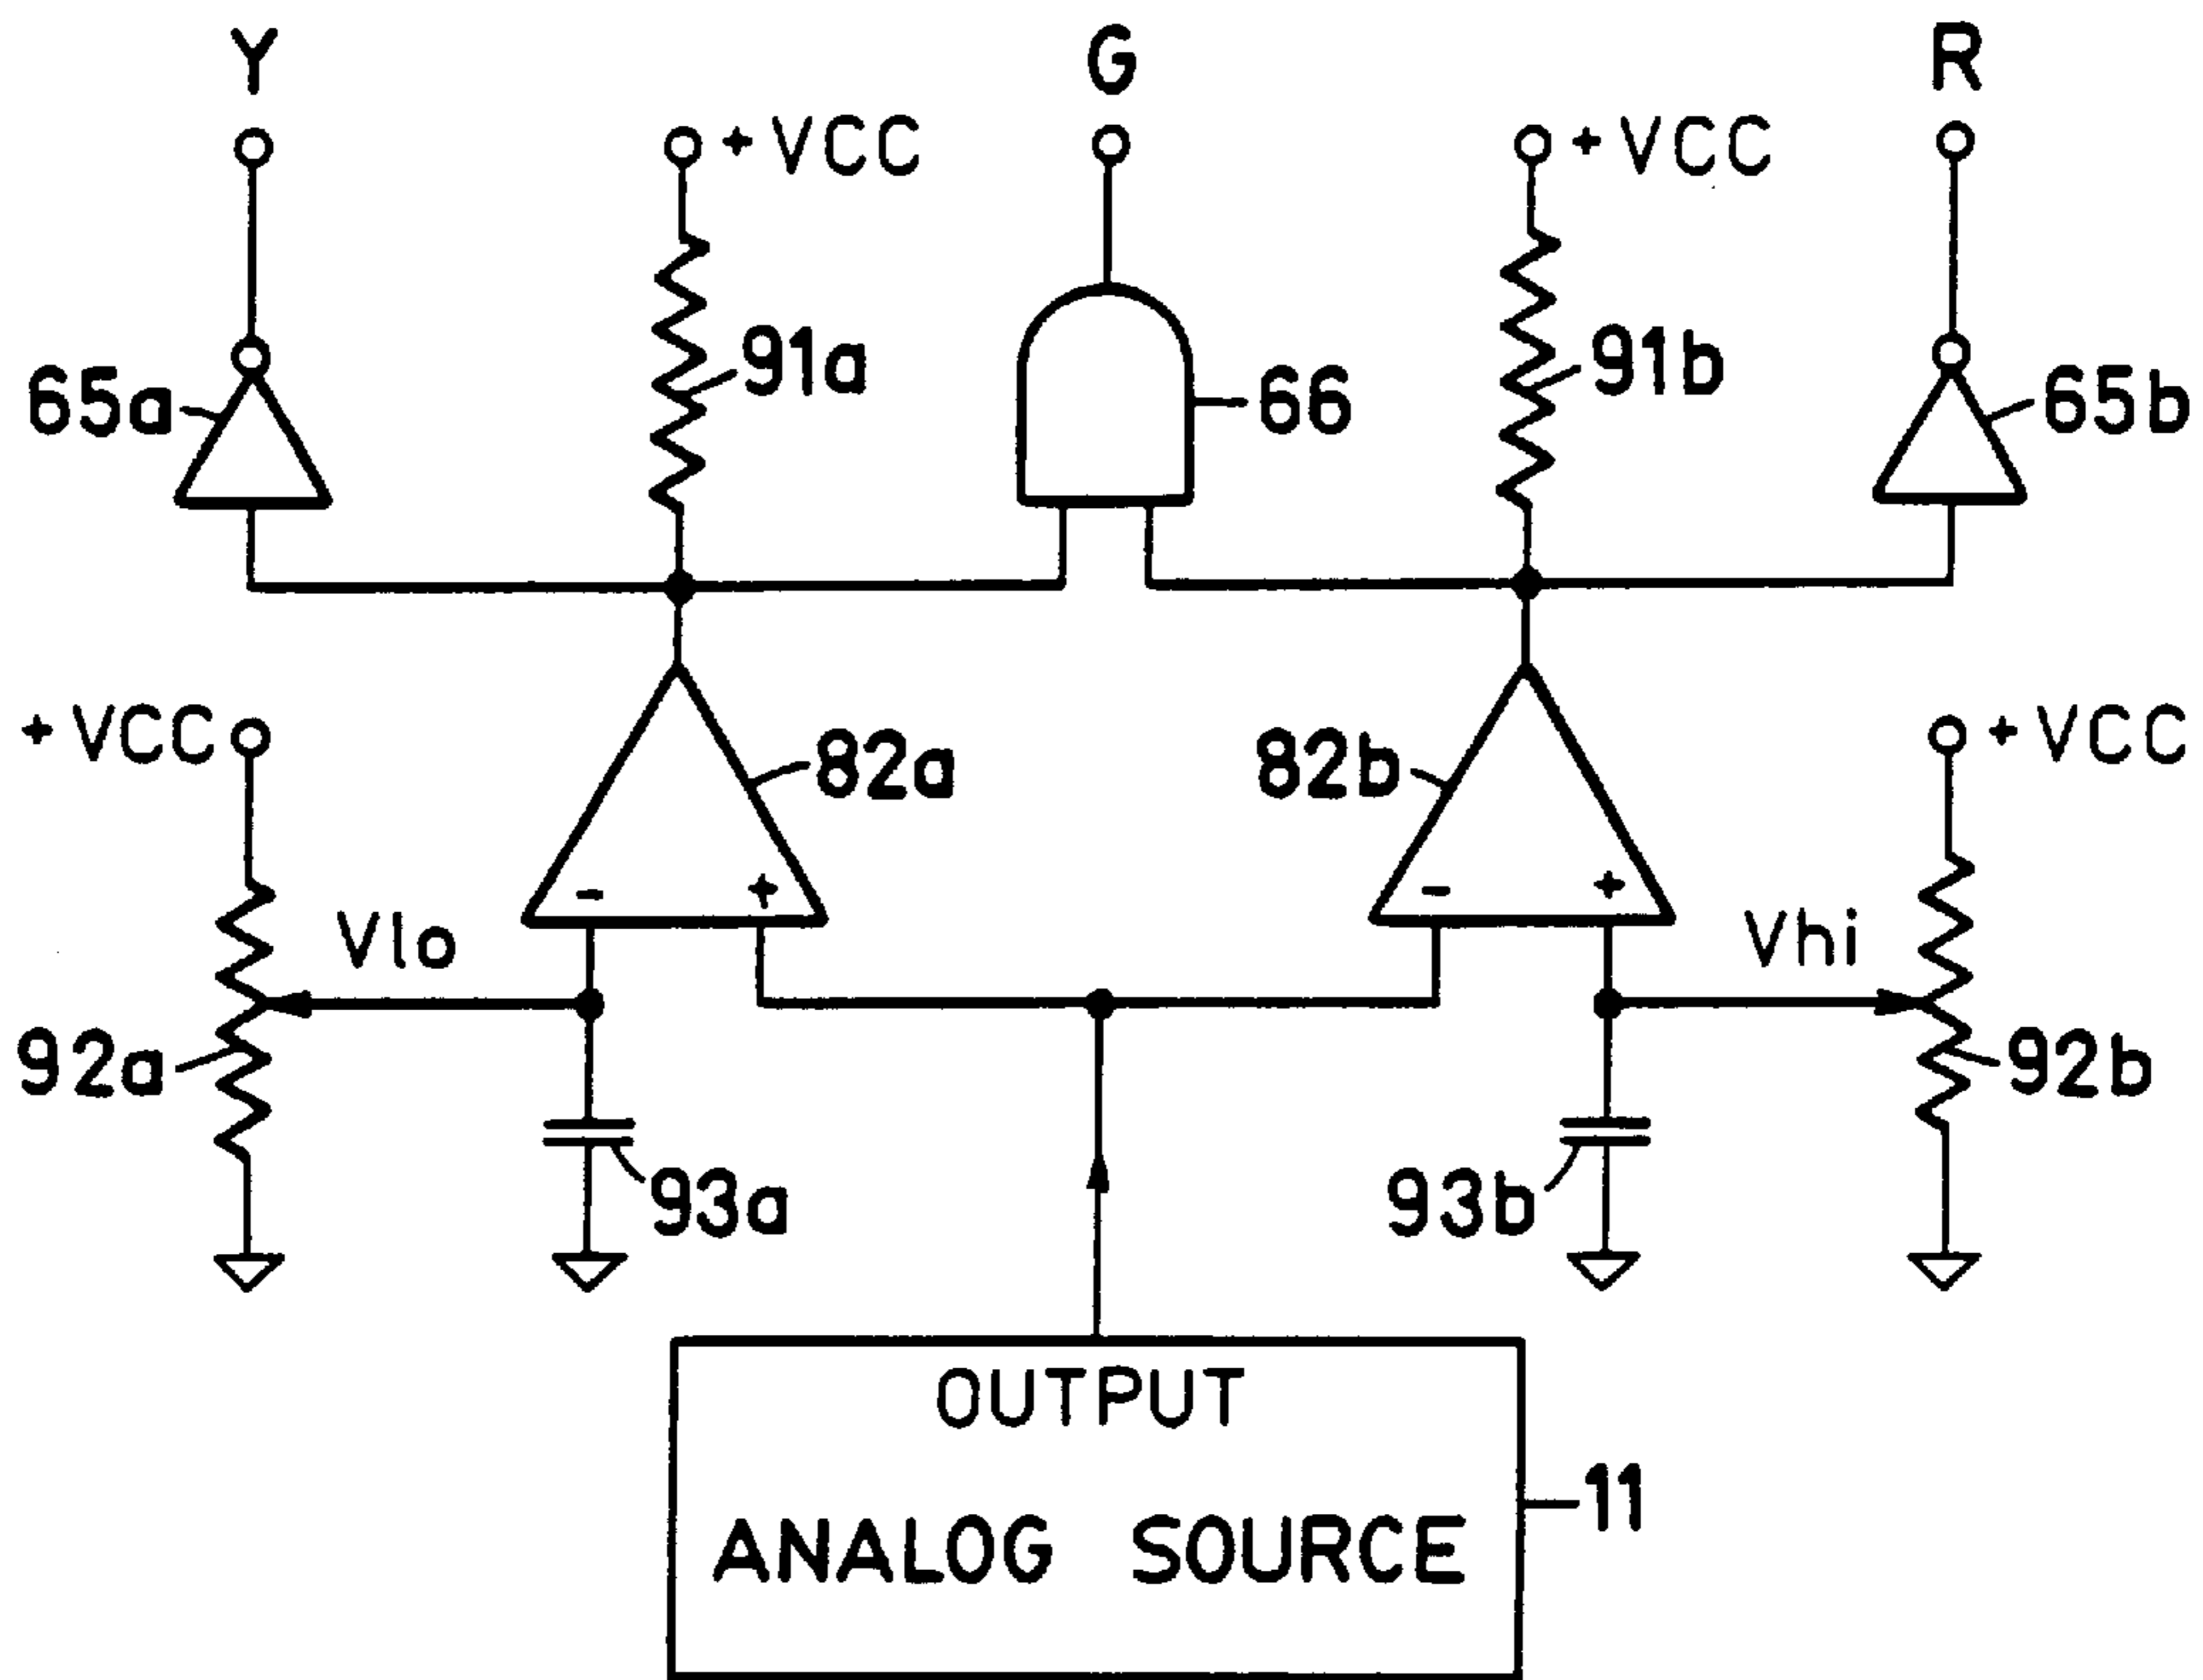 Y G R
+VCC +VCC
65a 91a 66 91b 65b
+VCC 82a 82b +VCC
- + - +
Vlo Vhi
92a 92b
93a 93b
OUTPUT
ANALOG SOURCE 11